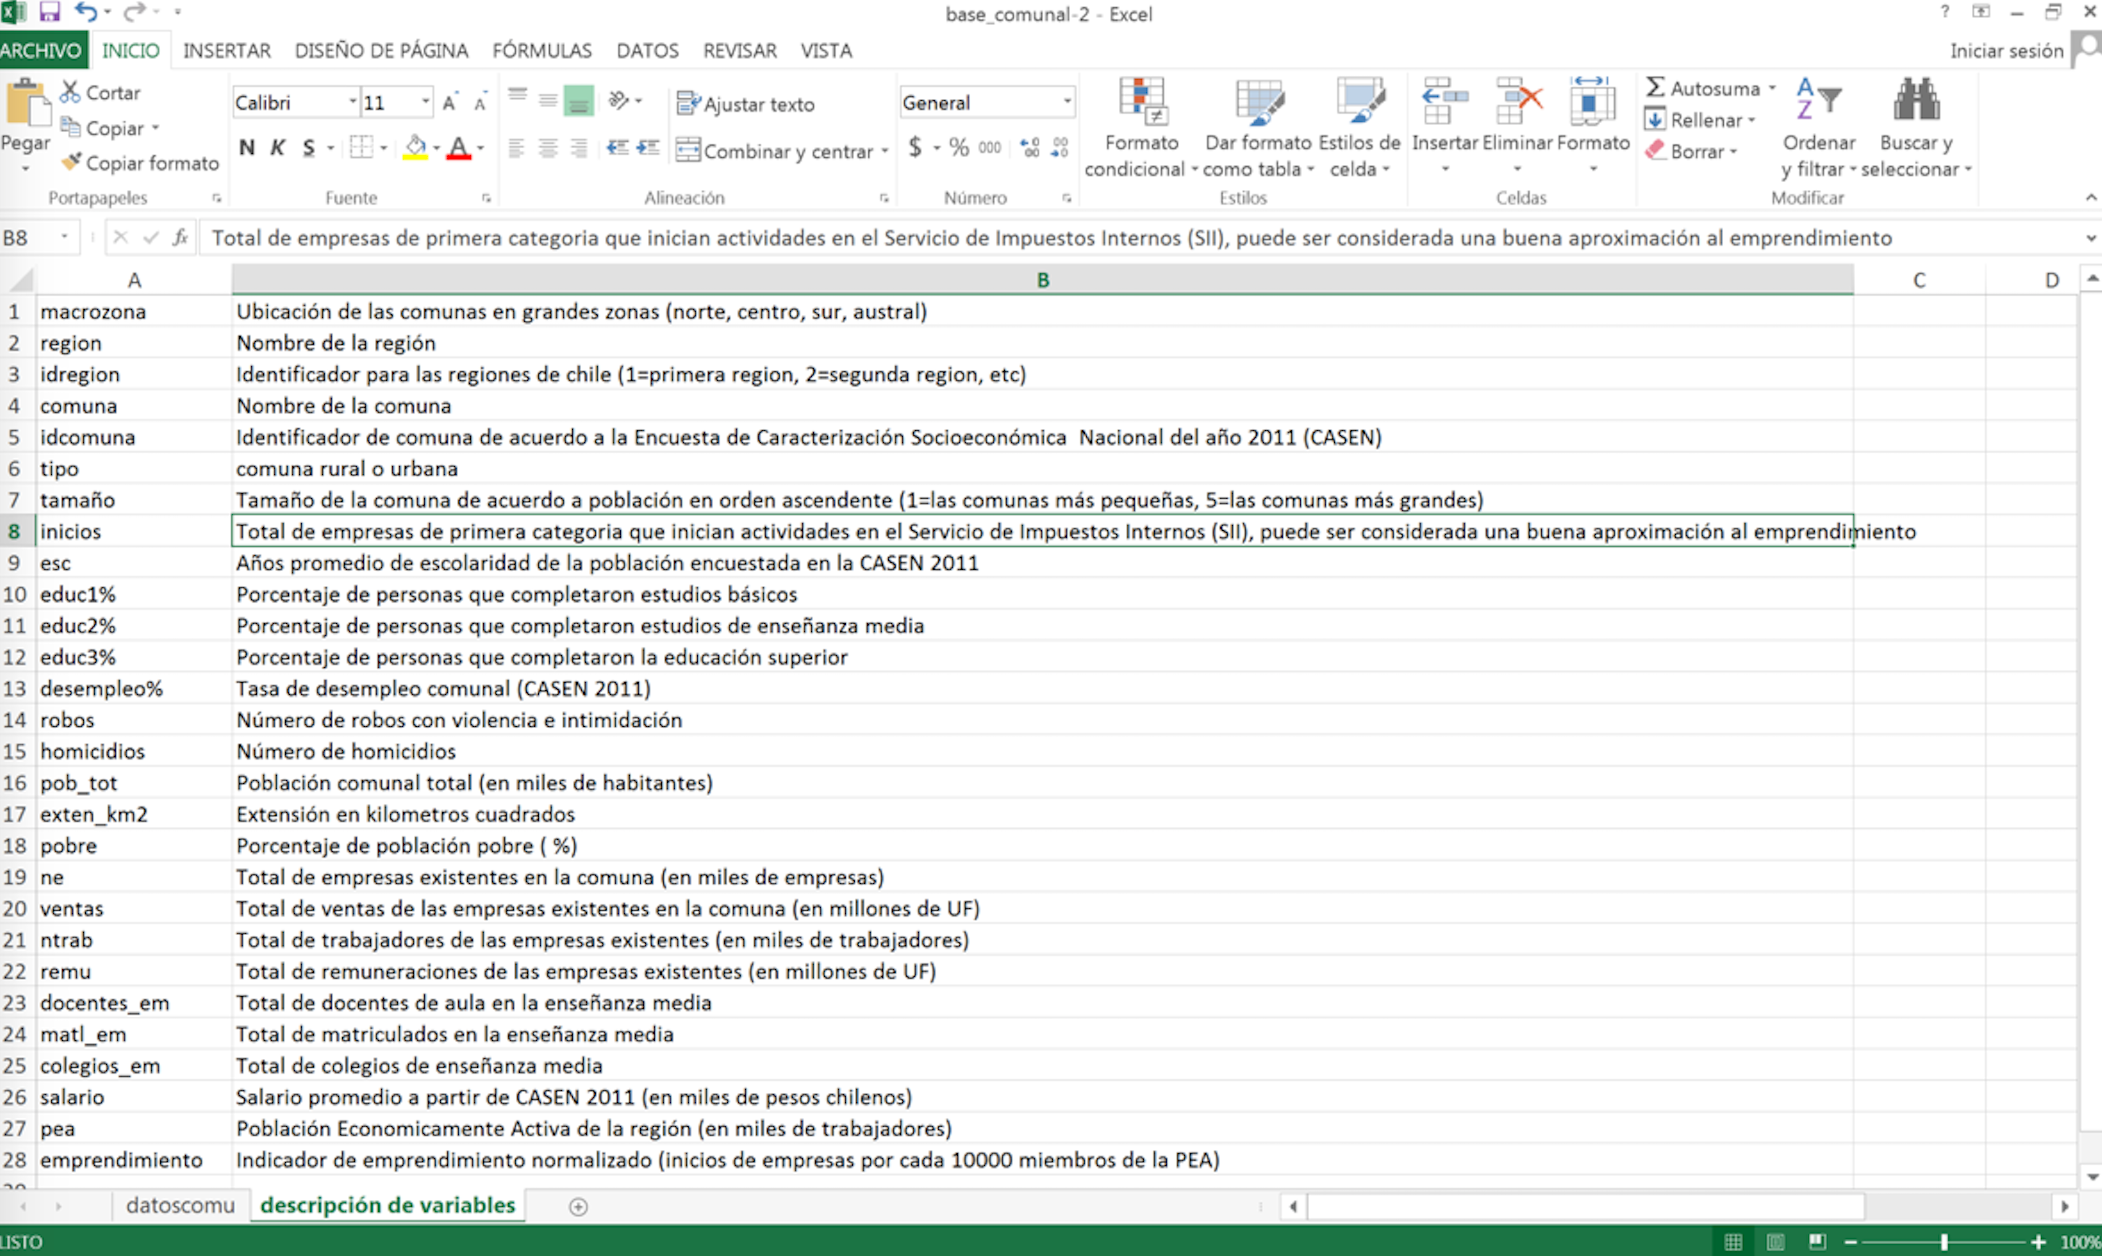 base_comunal-2 - Excel
?
ARCHIVO INICIO INSERTAR DISEÑO DE PÁGINA FÓRMULAS DATOS REVISAR VISTA Iniciar sesión
Pegar
Cortar
Copiar
Copiar formato
Portapapeles
Calibri 11
N K S
Fuente
Ajustar texto
Combinar y centrar
Alineación
General
$ % 000
Número
Formato condicional
Dar formato como tabla
Estilos de celda
Estilos
Insertar Eliminar Formato
Celdas
Autosuma
Rellenar
Borrar
Ordenar y filtrar
Buscar y seleccionar
Modificar
B8 fx Total de empresas de primera categoria que inician actividades en el Servicio de Impuestos Internos (SII), puede ser considerada una buena aproximación al emprendimiento
A B C D
1 macrozona Ubicación de las comunas en grandes zonas (norte, centro, sur, austral)
2 region Nombre de la región
3 idregion Identificador para las regiones de chile (1=primera region, 2=segunda region, etc)
4 comuna Nombre de la comuna
5 idcomuna Identificador de comuna de acuerdo a la Encuesta de Caracterización Socioeconómica  Nacional del año 2011 (CASEN)
6 tipo comuna rural o urbana
7 tamaño Tamaño de la comuna de acuerdo a población en orden ascendente (1=las comunas más pequeñas, 5=las comunas más grandes)
8 inicios Total de empresas de primera categoria que inician actividades en el Servicio de Impuestos Internos (SII), puede ser considerada una buena aproximación al emprendimiento
9 esc Años promedio de escolaridad de la población encuestada en la CASEN 2011
10 educ1% Porcentaje de personas que completaron estudios básicos
11 educ2% Porcentaje de personas que completaron estudios de enseñanza media
12 educ3% Porcentaje de personas que completaron la educación superior
13 desempleo% Tasa de desempleo comunal (CASEN 2011)
14 robos Número de robos con violencia e intimidación
15 homicidios Número de homicidios
16 pob_tot Población comunal total (en miles de habitantes)
17 exten_km2 Extensión en kilometros cuadrados
18 pobre Porcentaje de población pobre ( %)
19 ne Total de empresas existentes en la comuna (en miles de empresas)
20 ventas Total de ventas de las empresas existentes en la comuna (en millones de UF)
21 ntrab Total de trabajadores de las empresas existentes (en miles de trabajadores)
22 remu Total de remuneraciones de las empresas existentes (en millones de UF)
23 docentes_em Total de docentes de aula en la enseñanza media
24 matl_em Total de matriculados en la enseñanza media
25 colegios_em Total de colegios de enseñanza media
26 salario Salario promedio a partir de CASEN 2011 (en miles de pesos chilenos)
27 pea Población Economicamente Activa de la región (en miles de trabajadores)
28 emprendimiento Indicador de emprendimiento normalizado (inicios de empresas por cada 10000 miembros de la PEA)
datoscomu descripción de variables
LISTO 100%